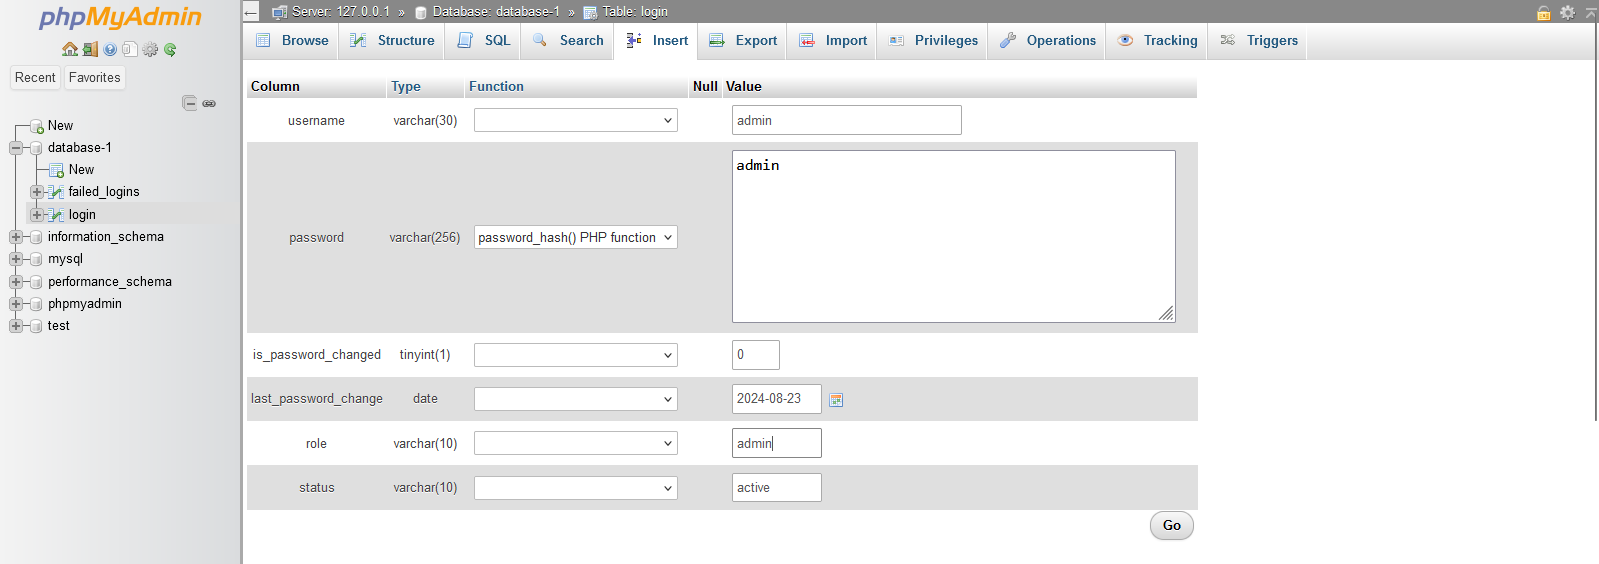 phpMyAdmin
Recent Favorites
New
database-1
New
failed_logins
login
information_schema
mysql
performance_schema
phpmyadmin
test
Server: 127.0.0.1 » Database: database-1 » Table: login
Browse Structure SQL Search Insert Export Import Privileges Operations Tracking Triggers
Column Type Function Null Value
username varchar(30) admin
password varchar(256) password_hash() PHP function admin
is_password_changed tinyint(1) 0
last_password_change date 2024-08-23
role varchar(10) admin
status varchar(10) active
Go